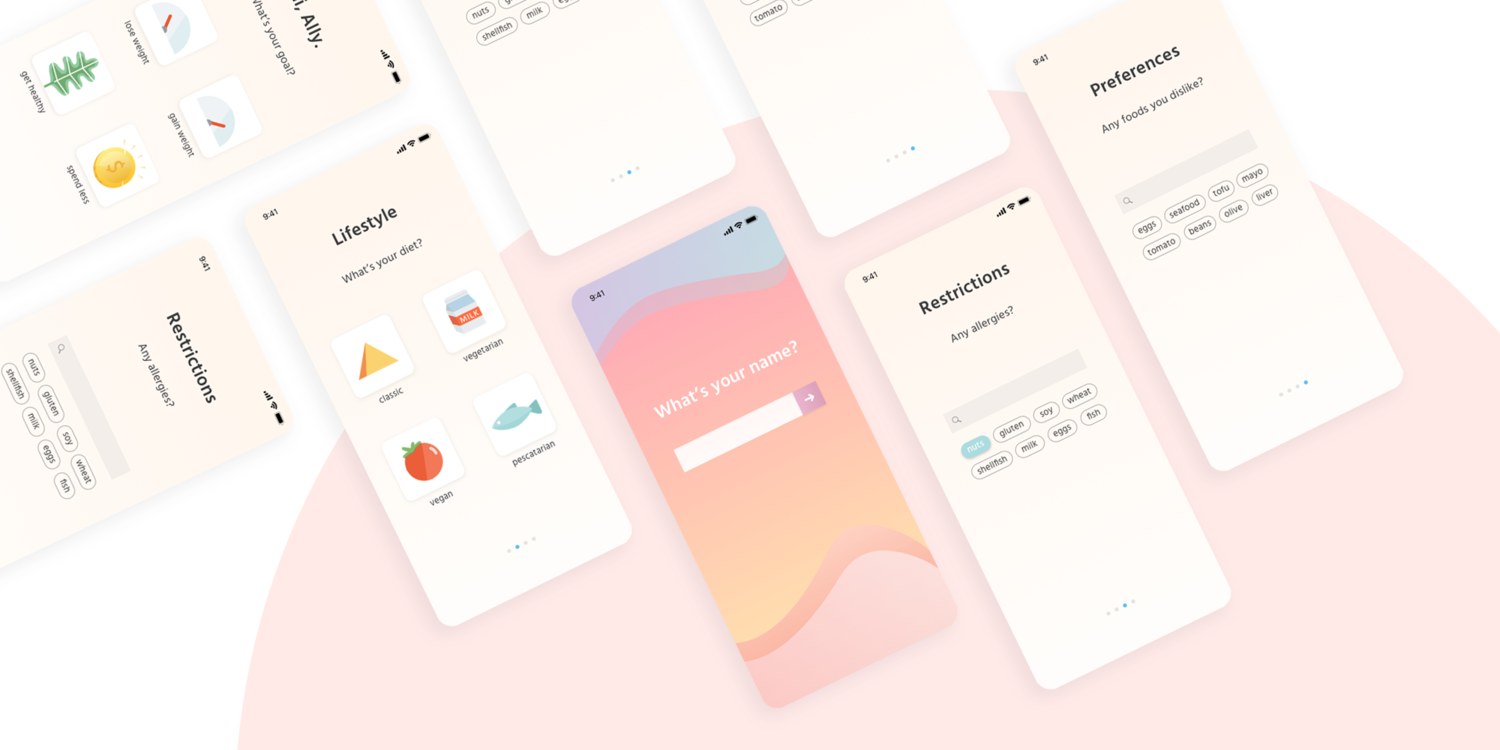 Hi, Ally.
What's your goal?
lose weight
gain weight
get healthy
spend less
9:41
Restrictions
Any allergies?
nuts
gluten
soy
wheat
shellfish
milk
eggs
fish
9:41
Lifestyle
What's your diet?
classic
vegetarian
MILK
vegan
pescatarian
nuts
shellfish
milk
9:41
What's your name?
tomato
9:41
Restrictions
Any allergies?
nuts
gluten
soy
wheat
shellfish
milk
eggs
fish
9:41
Preferences
Any foods you dislike?
eggs
seafood
tofu
mayo
tomato
beans
olive
liver